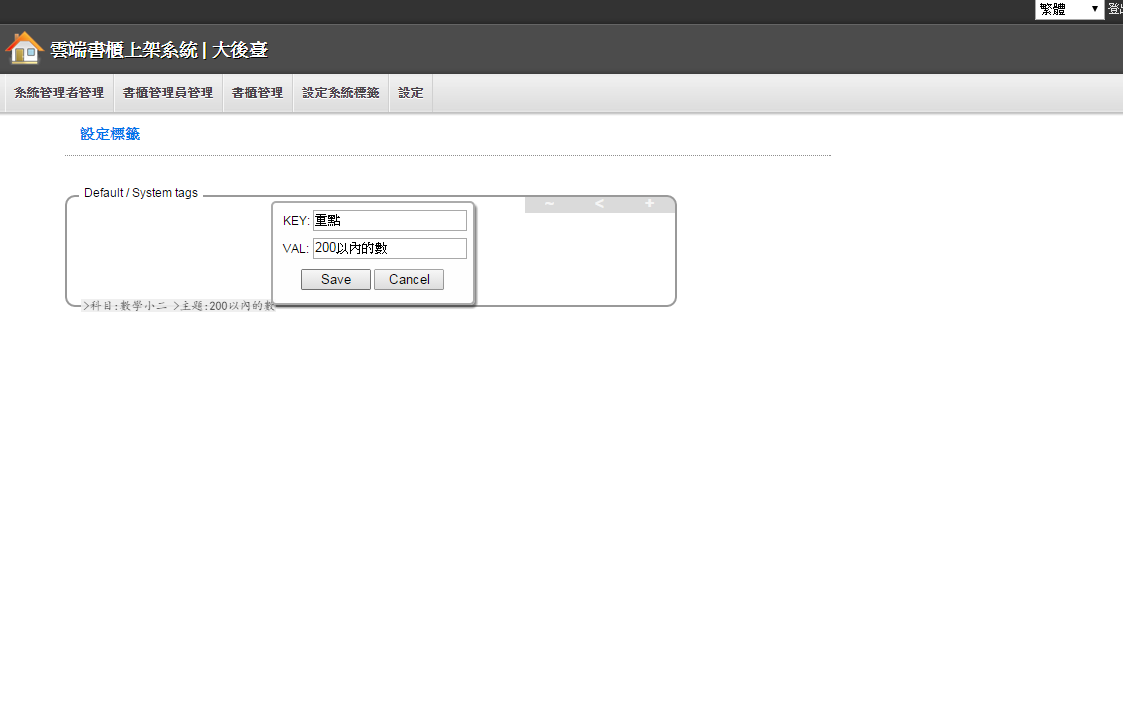 繁體
登出
雲端書櫃上架系統 | 大後臺
系統管理者管理 書櫃管理員管理 書櫃管理 設定系統標籤 設定
設定標籤
Default / System tags
~ < +
KEY: 重點
VAL: 200以內的數
Save Cancel
>科目:數學小二 >主題:200以內的數